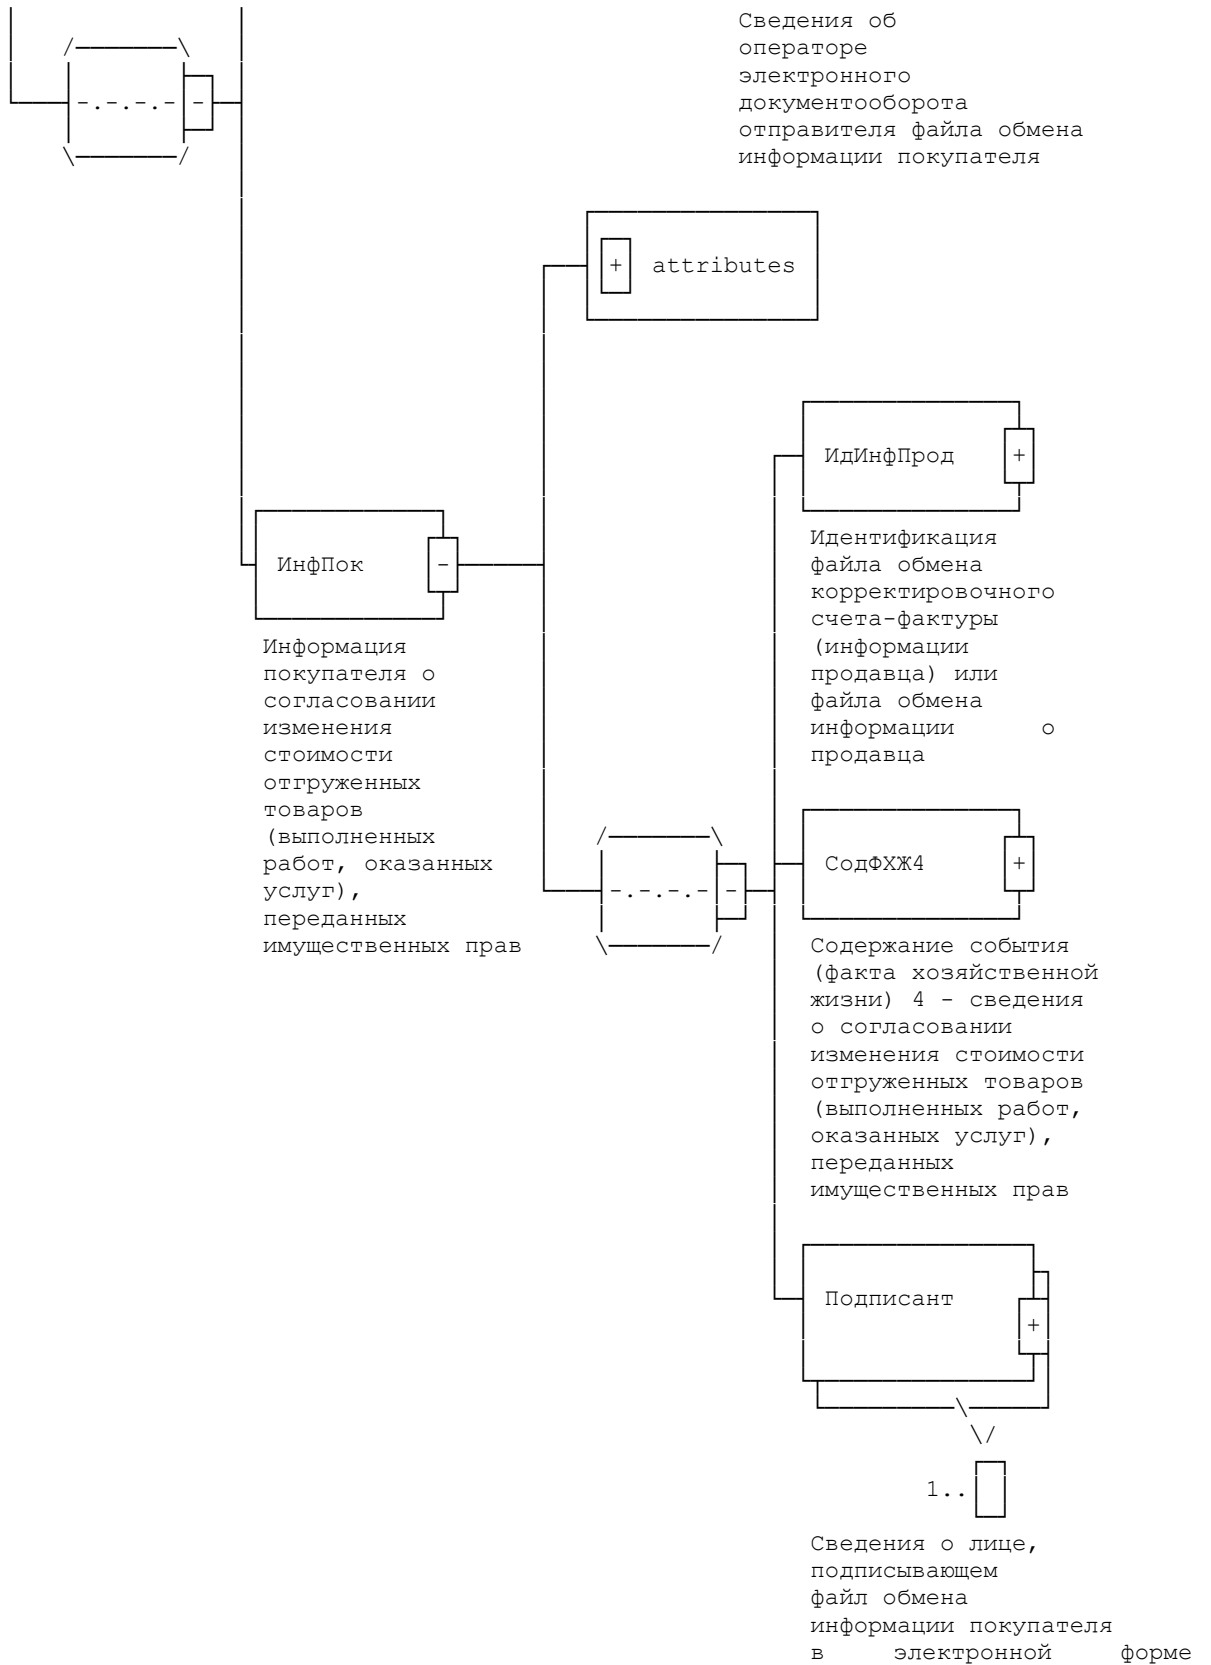 Сведения об
операторе
электронного
документооборота
отправителя файла обмена
информации покупателя
-.-.-.- -
+ attributes
ИдИнфПрод +
Идентификация
файла обмена
корректировочного
счета-фактуры
(информации
продавца) или
файла обмена
информации о
продавца
ИнфПок -
Информация
покупателя о
согласовании
изменения
стоимости
отгруженных
товаров
(выполненных
работ, оказанных
услуг),
переданных
имущественных прав
-.-.-.- -
СодФХЖ4 +
Содержание события
(факта хозяйственной
жизни) 4 - сведения
о согласовании
изменения стоимости
отгруженных товаров
(выполненных работ,
оказанных услуг),
переданных
имущественных прав
Подписант +
1..
Сведения о лице,
подписывающем
файл обмена
информации покупателя
в электронной форме